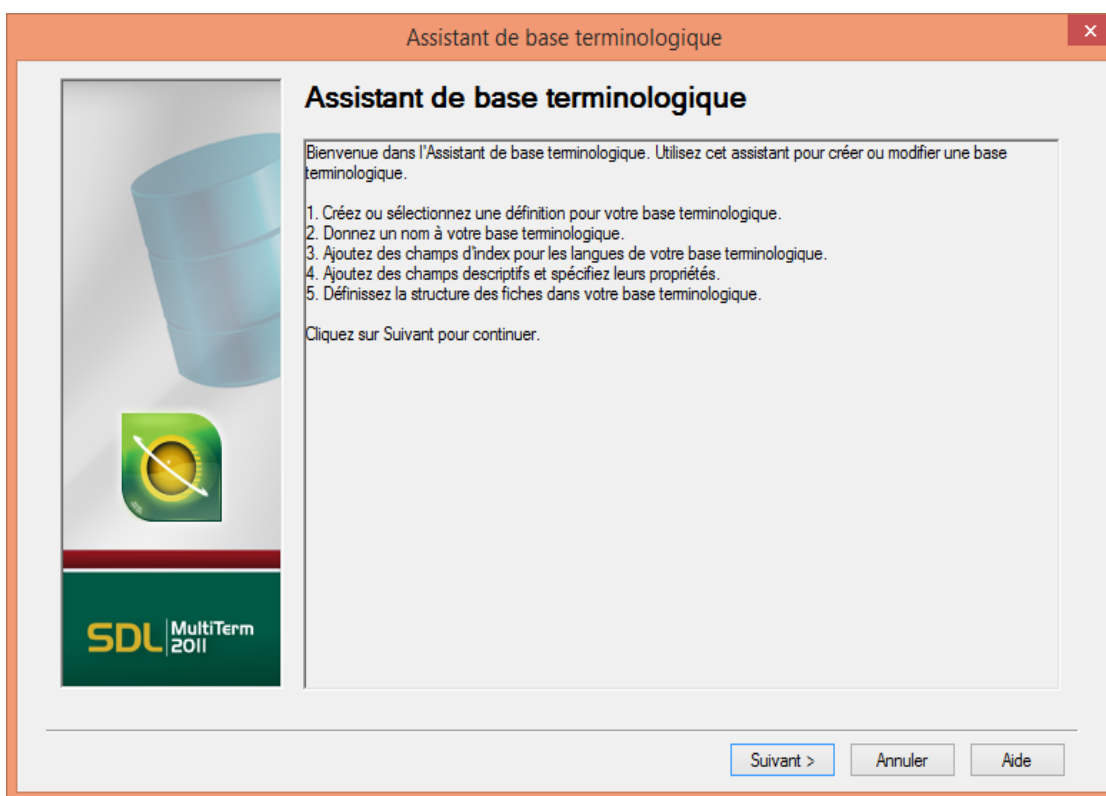 Assistant de base terminologique
x
Assistant de base terminologique
Bienvenue dans l'Assistant de base terminologique. Utilisez cet assistant pour créer ou modifier une base
terminologique.
1. Créez ou sélectionnez une définition pour votre base terminologique.
2. Donnez un nom à votre base terminologique.
3. Ajoutez des champs d'index pour les langues de votre base terminologique.
4. Ajoutez des champs descriptifs et spécifiez leurs propriétés.
5. Définissez la structure des fiches dans votre base terminologique.
Cliquez sur Suivant pour continuer.
SDL MultiTerm
2011
Suivant >
Annuler
Aide